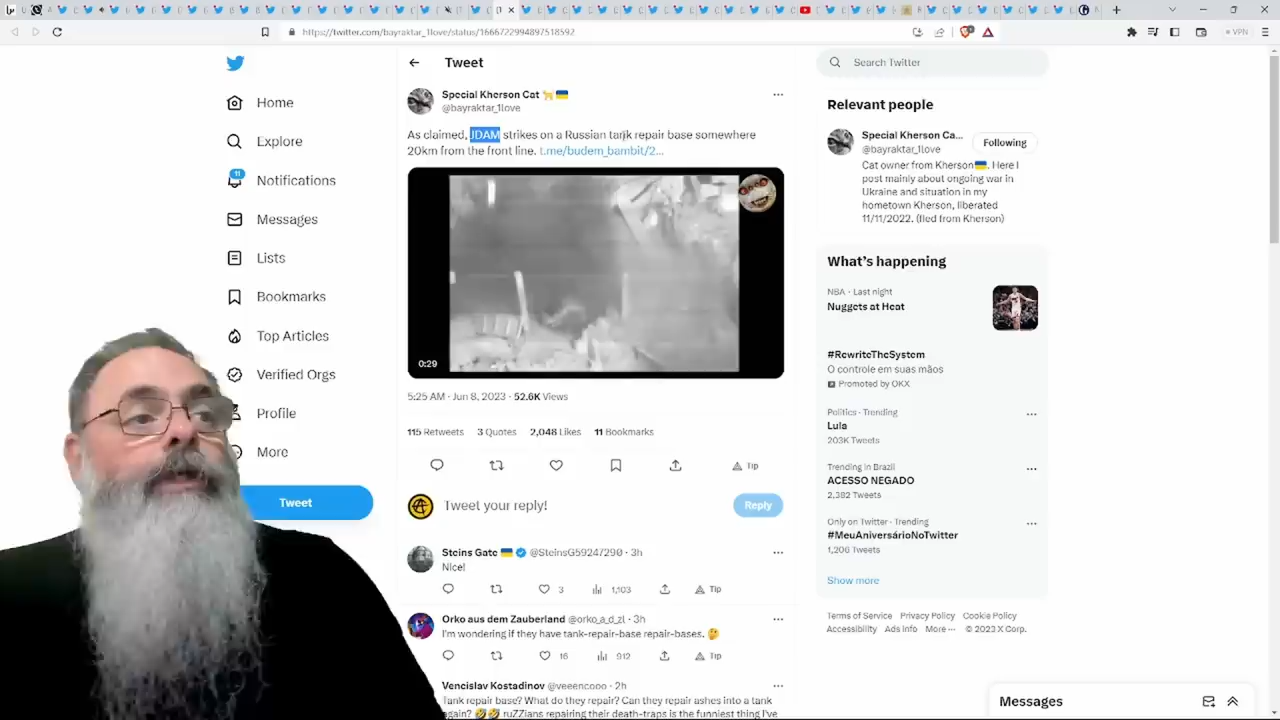 https://twitter.com/bayraktar_1love/status/1666722994897518592
VPN
Home
Explore
11
Notifications
Messages
Lists
Bookmarks
Top Articles
Verified Orgs
Profile
More
Tweet
Tweet
Special Kherson Cat
@bayraktar_1love
As claimed, JDAM strikes on a Russian tank repair base somewhere
20km from the front line. t.me/budem_bambit/2...
0:29
5:25 AM · Jun 8, 2023 · 52.6K Views
115 Retweets 3 Quotes 2,048 Likes 11 Bookmarks
Tip
Tweet your reply!
Reply
Steins Gate @SteinsG59247290 · 3h
Nice!
3 1,103 Tip
Orko aus dem Zauberland @orko_a_d_zl · 3h
I'm wondering if they have tank-repair-base repair-bases.
16 912 Tip
Vencislav Kostadinov @veeencooo · 2h
Tank repair base? What do they repair? Can they repair ashes into a tank
again? ruZZians repairing their death-traps is the funniest thing I've
Search Twitter
Relevant people
Special Kherson Ca...
@bayraktar_1love
Following
Cat owner from Kherson. Here I
post mainly about ongoing war in
Ukraine and situation in my
hometown Kherson, liberated
11/11/2022. (fled from Kherson)
What's happening
NBA · Last night
Nuggets at Heat
#RewriteTheSystem
O controle em suas mãos
Promoted by OKX
Politics · Trending
Lula
203K Tweets
Trending in Brazil
ACESSO NEGADO
2,382 Tweets
Only on Twitter · Trending
#MeuAniversárioNoTwitter
1,206 Tweets
Show more
Terms of Service Privacy Policy Cookie Policy
Accessibility Ads info More ··· © 2023 X Corp.
Messages